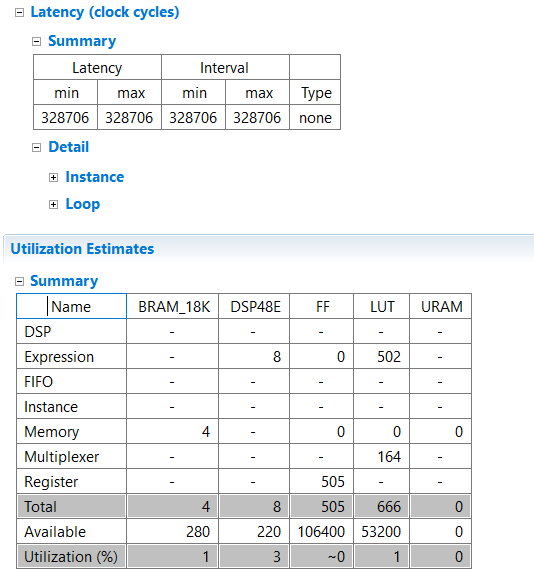 Latency (clock cycles)
Summary
Latency Interval
min max min max Type
328706 328706 328706 328706 none
Detail
Instance
Loop
Utilization Estimates
Summary
Name BRAM_18K DSP48E FF LUT URAM
DSP - - - - -
Expression - 8 0 502 -
FIFO - - - - -
Instance - - - - -
Memory 4 - 0 0 0
Multiplexer - - - 164 -
Register - - 505 - -
Total 4 8 505 666 0
Available 280 220 106400 53200 0
Utilization (%) 1 3 ~0 1 0